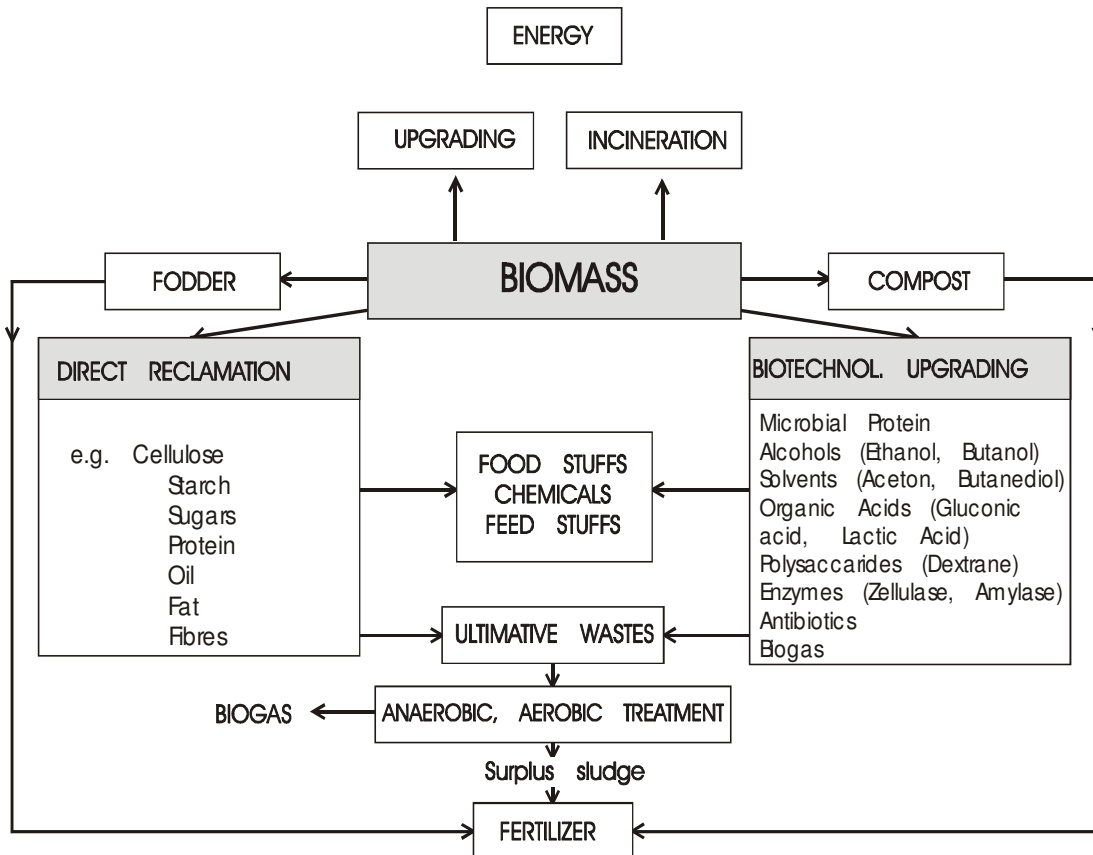 ENERGY
UPGRADING
INCINERATION
FODDER
BIOMASS
COMPOST
DIRECT RECLAMATION
e.g. Cellulose
Starch
Sugars
Protein
Oil
Fat
Fibres
FOOD STUFFS
CHEMICALS
FEED STUFFS
BIOTECHNOL. UPGRADING
Microbial Protein
Alcohols (Ethanol, Butanol)
Solvents (Aceton, Butanediol)
Organic Acids (Gluconic
acid, Lactic Acid)
Polysaccarides (Dextrane)
Enzymes (Zellulase, Amylase)
Antibiotics
Biogas
ULTIMATIVE WASTES
BIOGAS
ANAEROBIC, AEROBIC TREATMENT
Surplus sludge
FERTILIZER